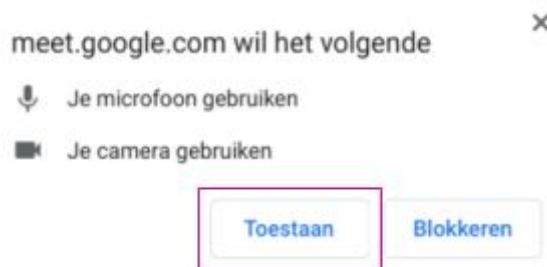 meet.google.com wil het volgende
Je microfoon gebruiken
Je camera gebruiken
Toestaan Blokkeren